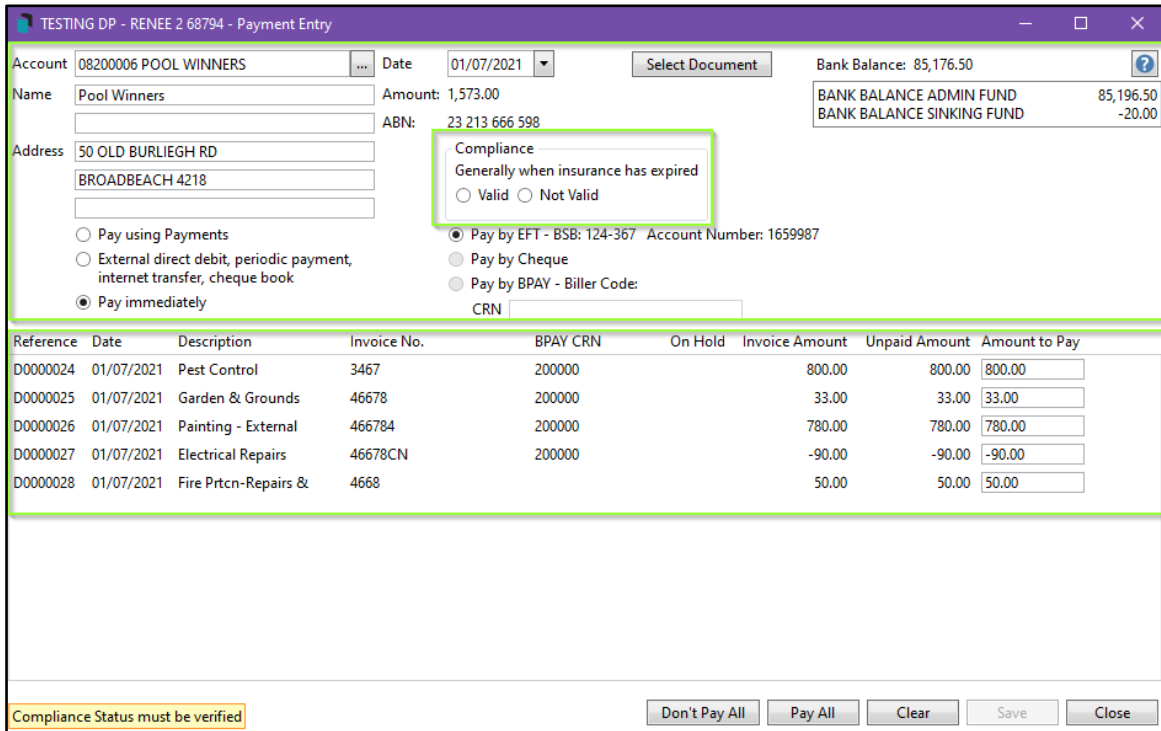 TESTING DP - RENEE 2 68794 - Payment Entry
Account 08200006 POOL WINNERS ... Date 01/07/2021 Select Document Bank Balance: 85,176.50 ?
Name Pool Winners Amount: 1,573.00 BANK BALANCE ADMIN FUND 85,196.50
BANK BALANCE SINKING FUND -20.00
ABN: 23 213 666 598
Address 50 OLD BURLIEGH RD Compliance
Generally when insurance has expired
BROADBEACH 4218
Valid Not Valid
Pay using Payments Pay by EFT - BSB: 124-367 Account Number: 1659987
External direct debit, periodic payment, Pay by Cheque
internet transfer, cheque book Pay by BPAY - Biller Code:
Pay immediately CRN
Reference Date Description Invoice No. BPAY CRN On Hold Invoice Amount Unpaid Amount Amount to Pay
D0000024 01/07/2021 Pest Control 3467 200000 800.00 800.00 800.00
D0000025 01/07/2021 Garden & Grounds 46678 200000 33.00 33.00 33.00
D0000026 01/07/2021 Painting - External 466784 200000 780.00 780.00 780.00
D0000027 01/07/2021 Electrical Repairs 46678CN 200000 -90.00 -90.00 -90.00
D0000028 01/07/2021 Fire Prtcn-Repairs & 4668 50.00 50.00 50.00
Compliance Status must be verified Don't Pay All Pay All Clear Save Close